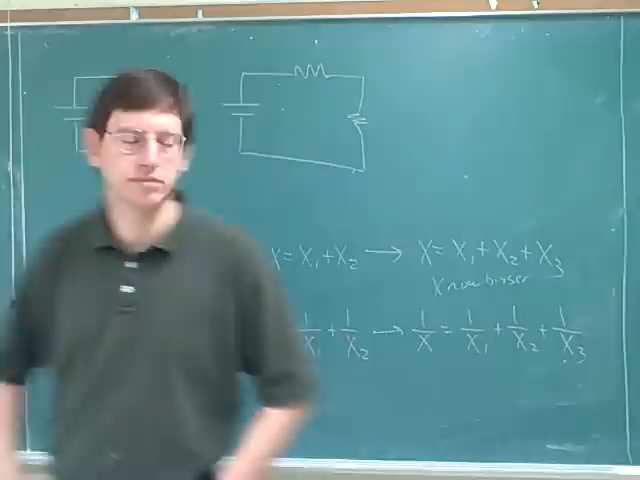 X = X₁ + X₂ → X = X₁ + X₂ + X₃
X now bigger
1/X₁ + 1/X₂ → 1/X = 1/X₁ + 1/X₂ + 1/X₃